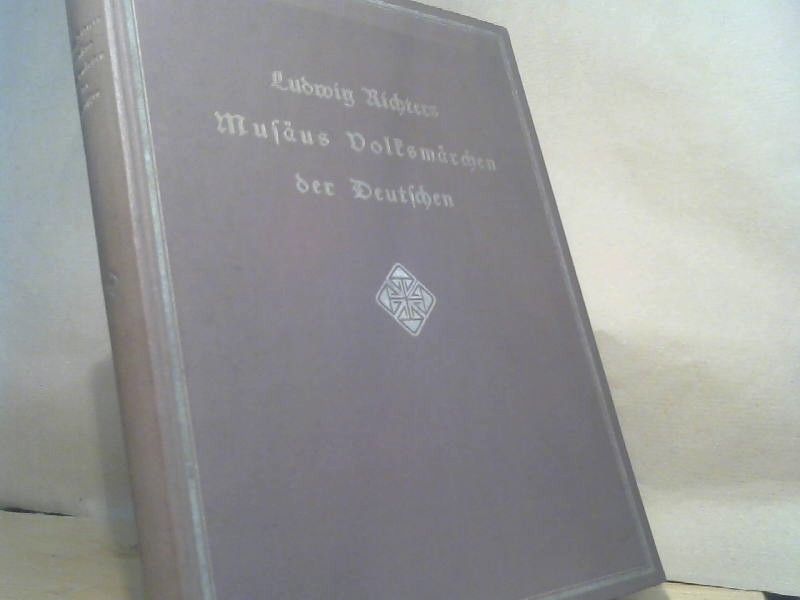 Ludwig Richters
Muſäus Volksmärchen
der Deutſchen